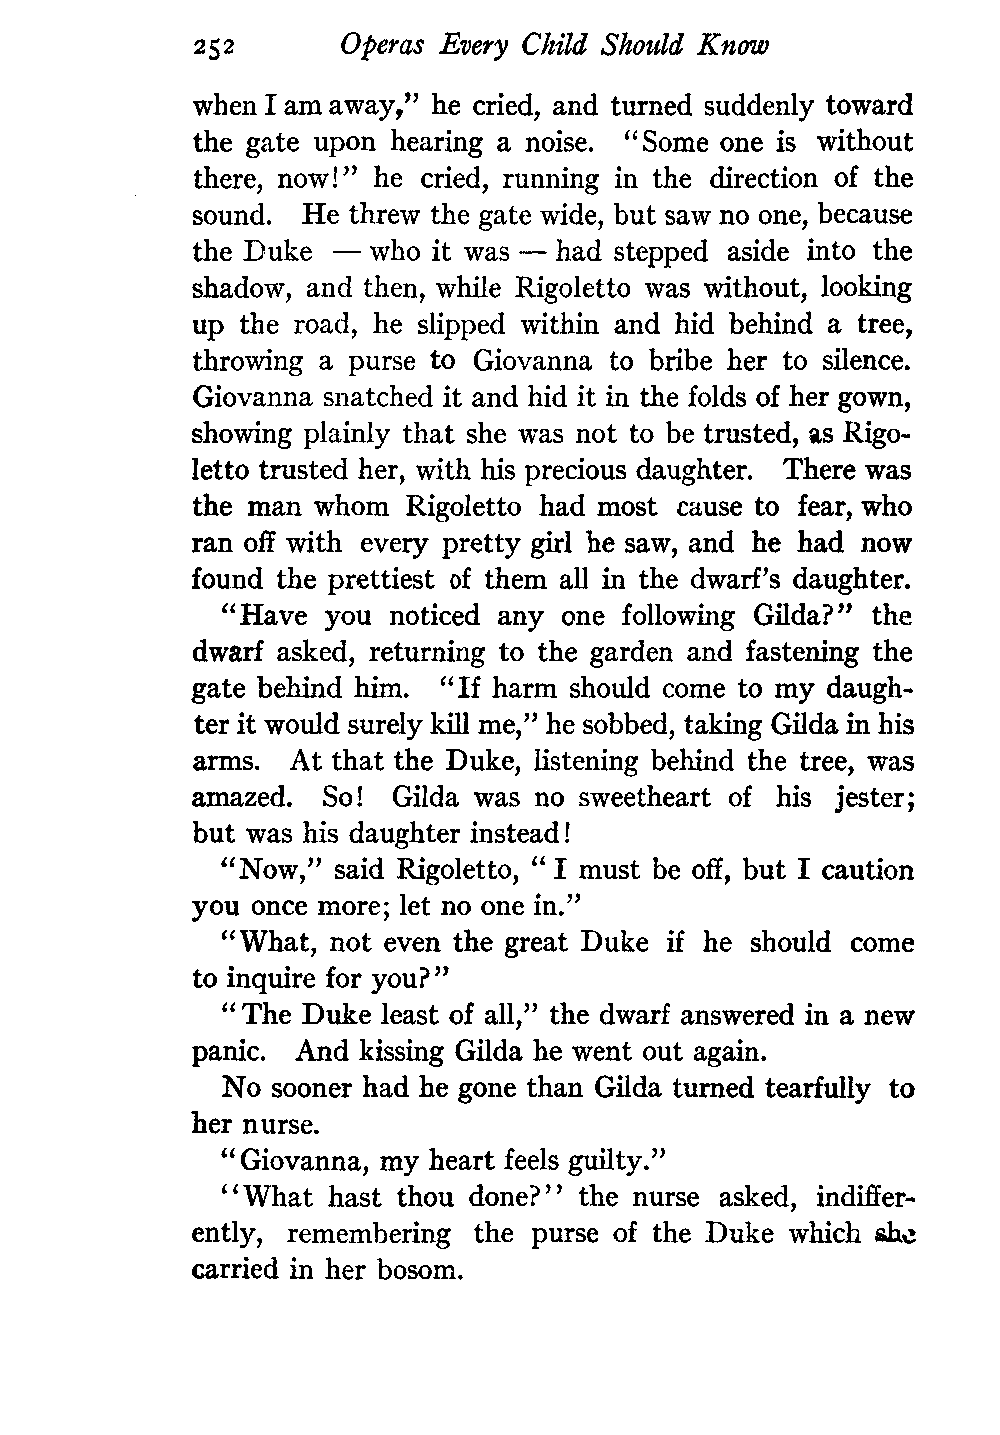 252 Operas Every Child Should Know
when I am away," he cried, and turned suddenly toward
the gate upon hearing a noise. "Some one is without
there, now!" he cried, running in the direction of the
sound. He threw the gate wide, but saw no one, because
the Duke — who it was — had stepped aside into the
shadow, and then, while Rigoletto was without, looking
up the road, he slipped within and hid behind a tree,
throwing a purse to Giovanna to bribe her to silence.
Giovanna snatched it and hid it in the folds of her gown,
showing plainly that she was not to be trusted, as Rigo-
letto trusted her, with his precious daughter. There was
the man whom Rigoletto had most cause to fear, who
ran off with every pretty girl he saw, and he had now
found the prettiest of them all in the dwarf's daughter.
"Have you noticed any one following Gilda?" the
dwarf asked, returning to the garden and fastening the
gate behind him. "If harm should come to my daugh-
ter it would surely kill me," he sobbed, taking Gilda in his
arms. At that the Duke, listening behind the tree, was
amazed. So! Gilda was no sweetheart of his jester;
but was his daughter instead!
"Now," said Rigoletto, "I must be off, but I caution
you once more; let no one in."
"What, not even the great Duke if he should come
to inquire for you?"
"The Duke least of all," the dwarf answered in a new
panic. And kissing Gilda he went out again.
No sooner had he gone than Gilda turned tearfully to
her nurse.
"Giovanna, my heart feels guilty."
"What hast thou done?" the nurse asked, indiffer-
ently, remembering the purse of the Duke which she
carried in her bosom.